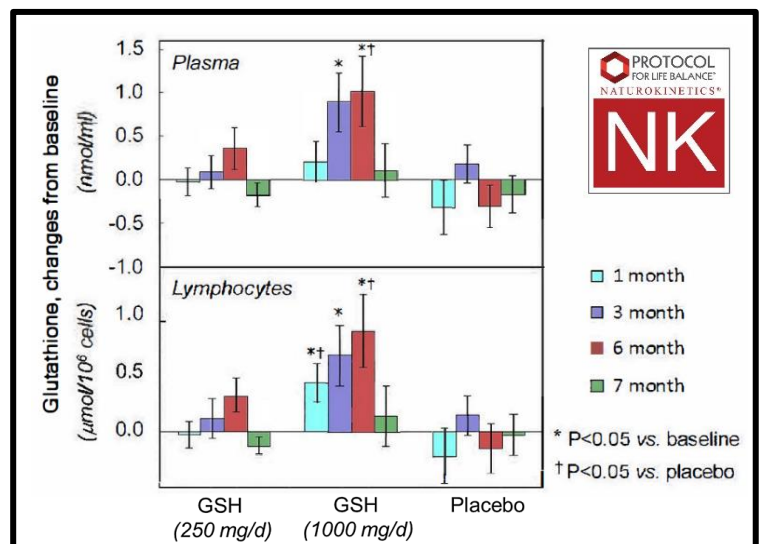 Glutathione, changes from baseline
(nmol/ml)
(µmol/10⁶ cells)
1.5
1.0
0.5
0.0
-0.5
-1.0
Plasma
*
*†
1.0
0.5
0.0
Lymphocytes
*†
*
*†
GSH
(250 mg/d)
GSH
(1000 mg/d)
Placebo
PROTOCOL
FOR LIFE BALANCE™
NATUROKINETICS®
NK
1 month
3 month
6 month
7 month
* P<0.05 vs. baseline
† P<0.05 vs. placebo